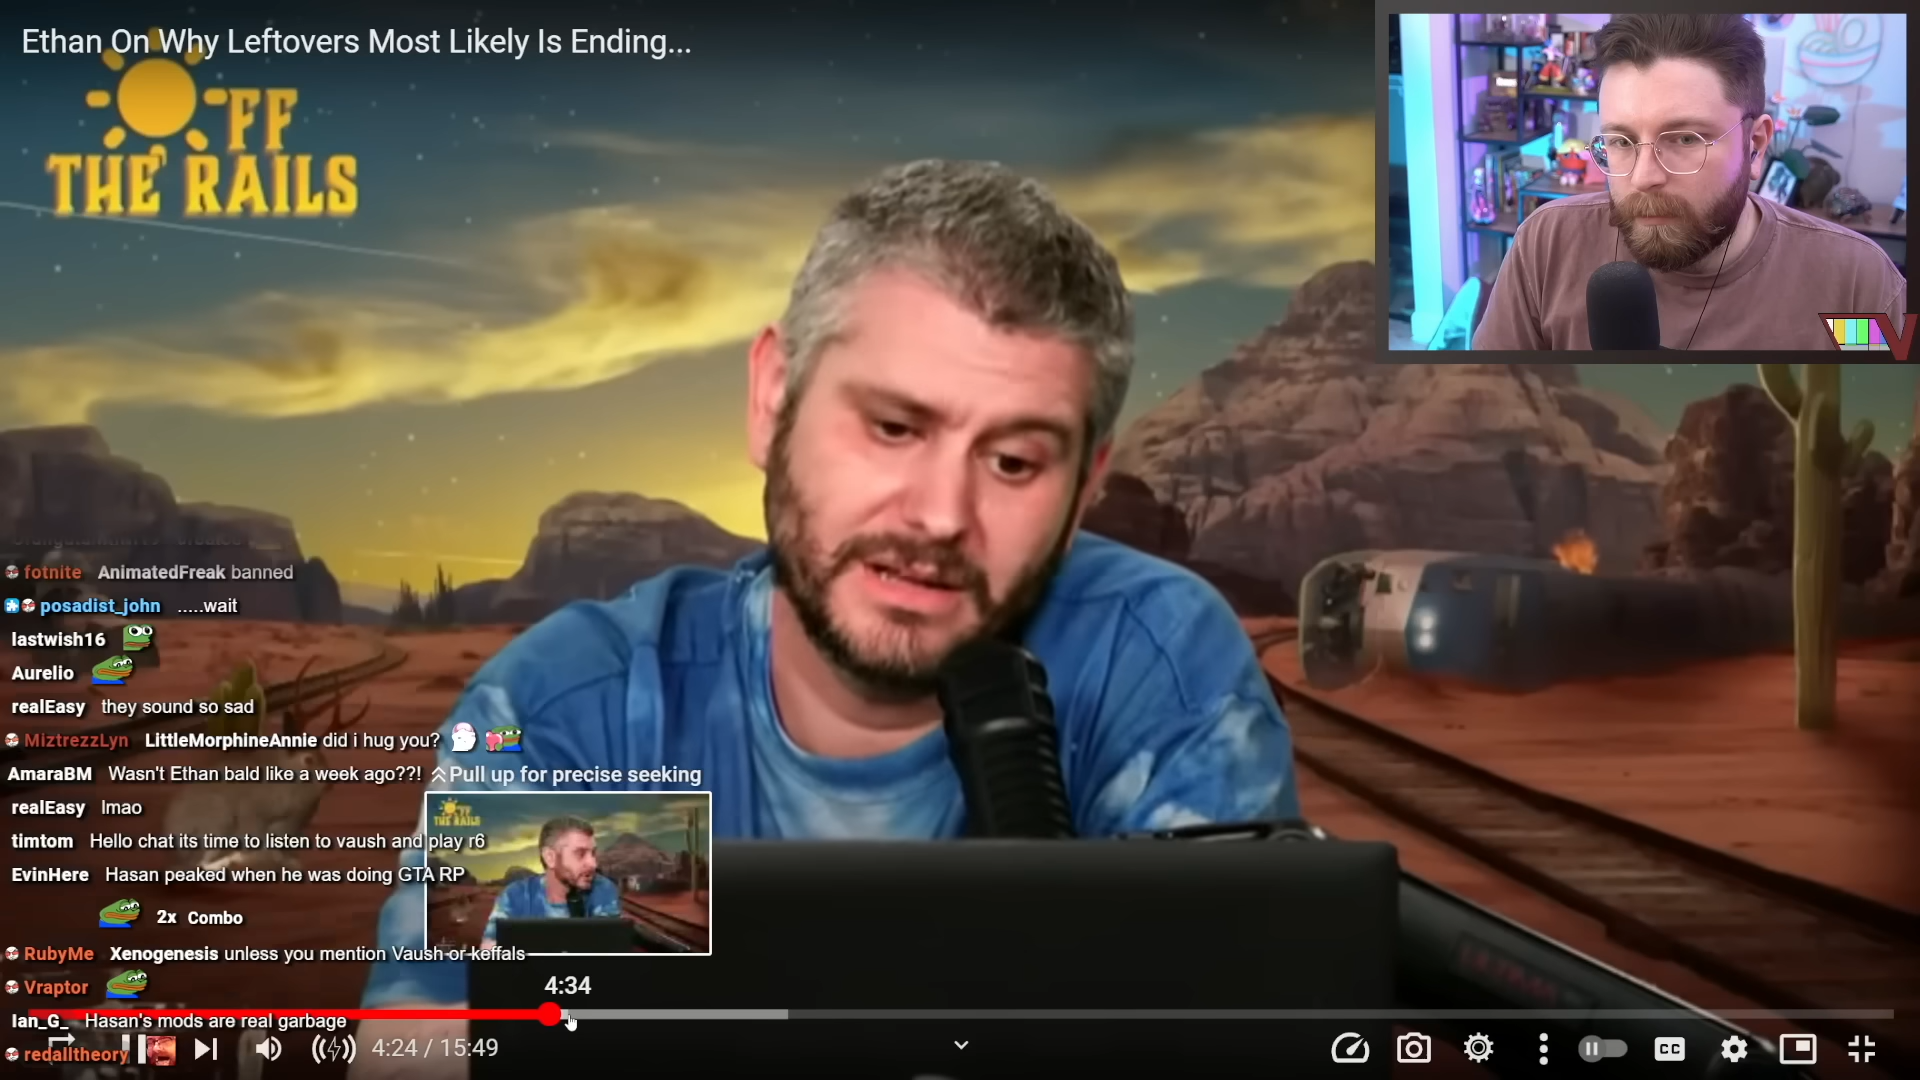 Ethan On Why Leftovers Most Likely Is Ending...
OFF
THE RAILS
fotnite AnimatedFreak banned
posadist_john .....wait
lastwish16
Aurelio
realEasy they sound so sad
MiztrezzLyn LittleMorphineAnnie did i hug you?
AmaraBM Wasn't Ethan bald like a week ago??!
Pull up for precise seeking
realEasy lmao
OFF
THE RAILS
timtom Hello chat its time to listen to vaush and play r6
EvinHere Hasan peaked when he was doing GTA RP
2x Combo
RubyMe Xenogenesis unless you mention Vaush or keffals
Vraptor
4:34
Ian_G_ Hasan's mods are real garbage
redalltheory
4:24 / 15:49
CC
V